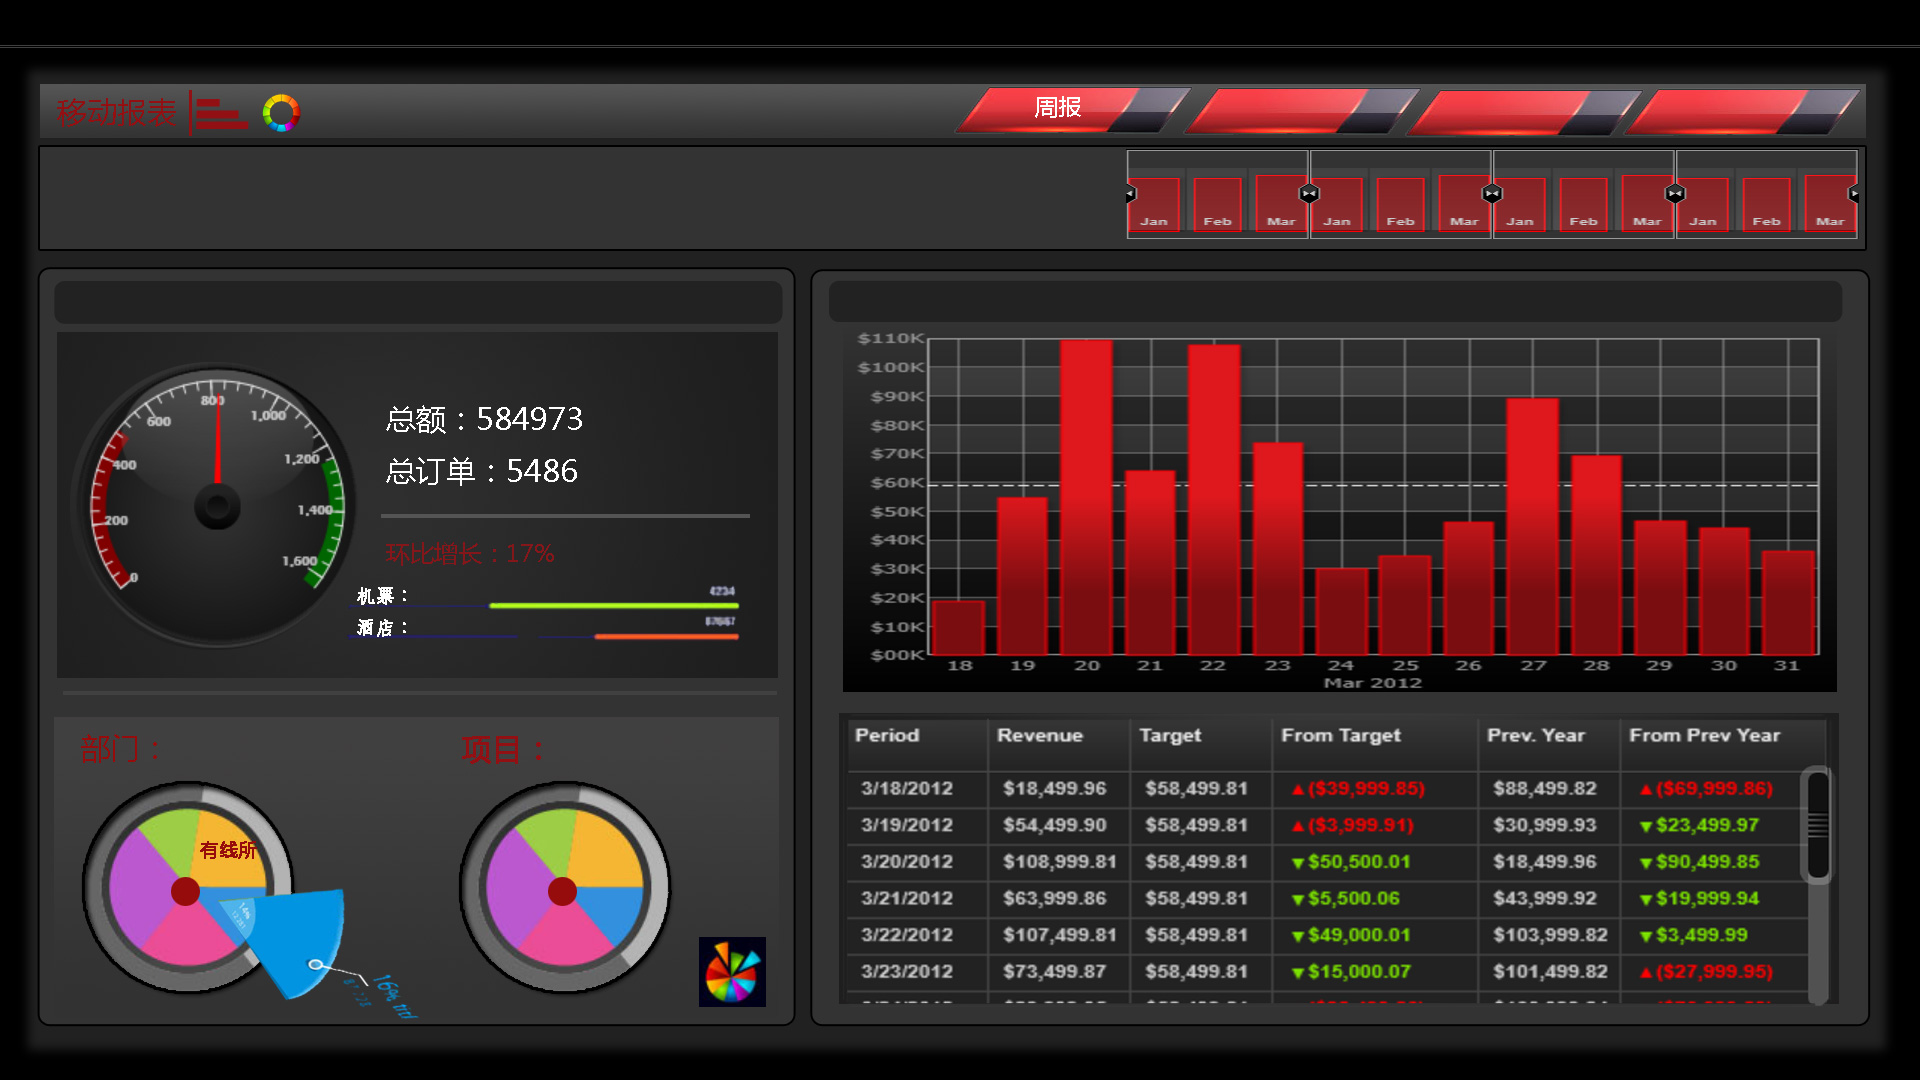 移动报表
周报
Jan Feb Mar Jan Feb Mar Jan Feb Mar Jan Feb Mar
0
200
400
600
800
1,000
1,200
1,400
1,600
总额：584973
总订单：5486
环比增长：17%
机票： 4234
酒店：
部门：
有线所
16%
项目：
$110K
$100K
$90K
$80K
$70K
$60K
$50K
$40K
$30K
$20K
$10K
$00K
18 19 20 21 22 23 24 25 26 27 28 29 30 31
Mar 2012
Period Revenue Target From Target Prev. Year From Prev Year
3/18/2012 $18,499.96 $58,499.81 ▲($39,999.85) $88,499.82 ▲($69,999.86)
3/19/2012 $54,499.90 $58,499.81 ▲($3,999.91) $30,999.93 ▼$23,499.97
3/20/2012 $108,999.81 $58,499.81 ▼$50,500.01 $18,499.96 ▼$90,499.85
3/21/2012 $63,999.86 $58,499.81 ▼$5,500.06 $43,999.92 ▼$19,999.94
3/22/2012 $107,499.81 $58,499.81 ▼$49,000.01 $103,999.82 ▼$3,499.99
3/23/2012 $73,499.87 $58,499.81 ▼$15,000.07 $101,499.82 ▲($27,999.95)